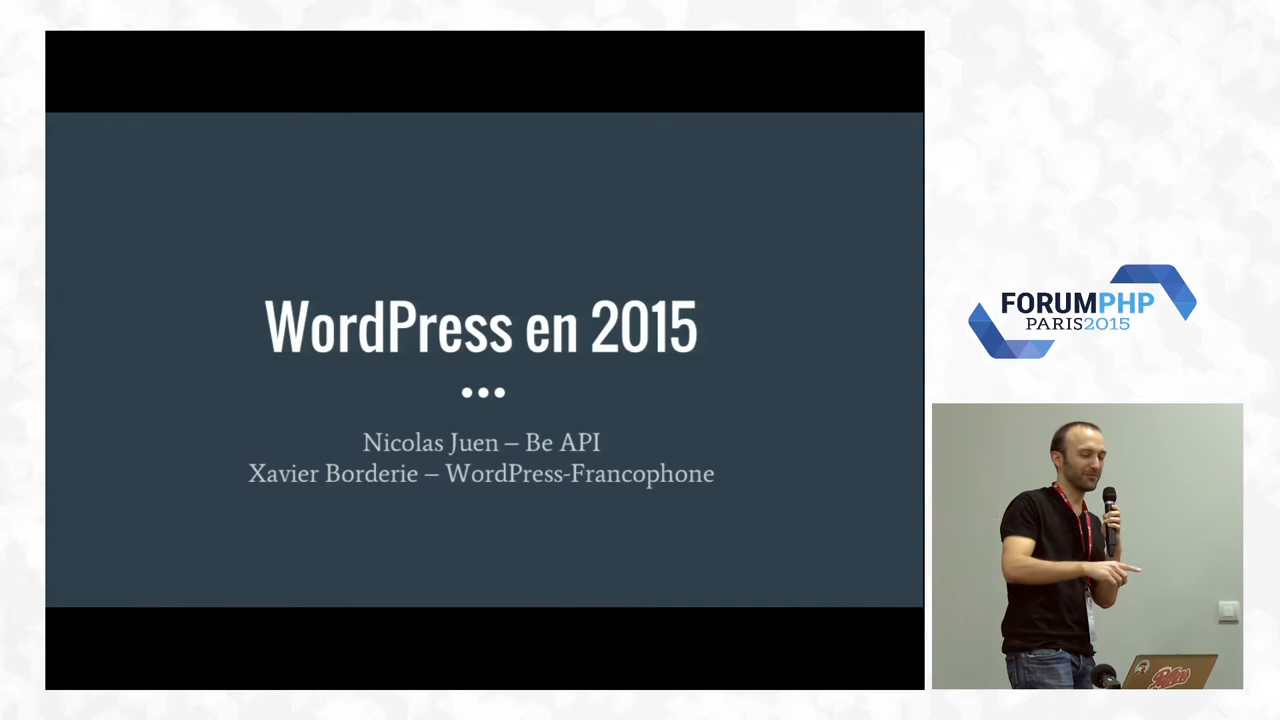 WordPress en 2015
Nicolas Juen – Be API
Xavier Borderie – WordPress-Francophone
FORUMPHP
PARIS2015